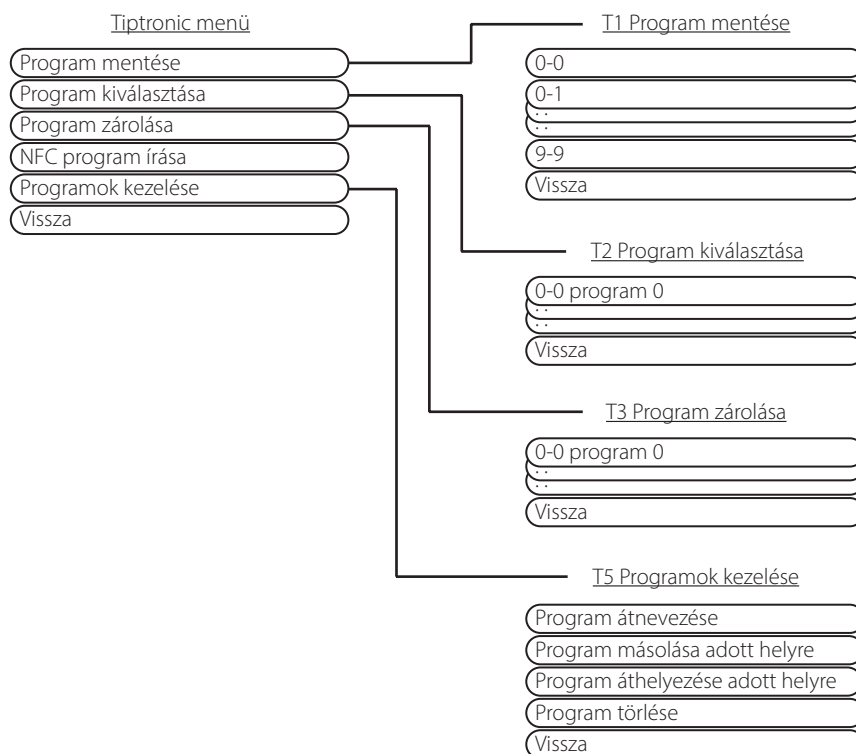 Tiptronic menü
Program mentése
Program kiválasztása
Program zárolása
NFC program írása
Programok kezelése
Vissza
T1 Program mentése
0-0
0-1
. .
. .
9-9
Vissza
T2 Program kiválasztása
0-0 program 0
. .
. .
Vissza
T3 Program zárolása
0-0 program 0
. .
. .
Vissza
T5 Programok kezelése
Program átnevezése
Program másolása adott helyre
Program áthelyezése adott helyre
Program törlése
Vissza